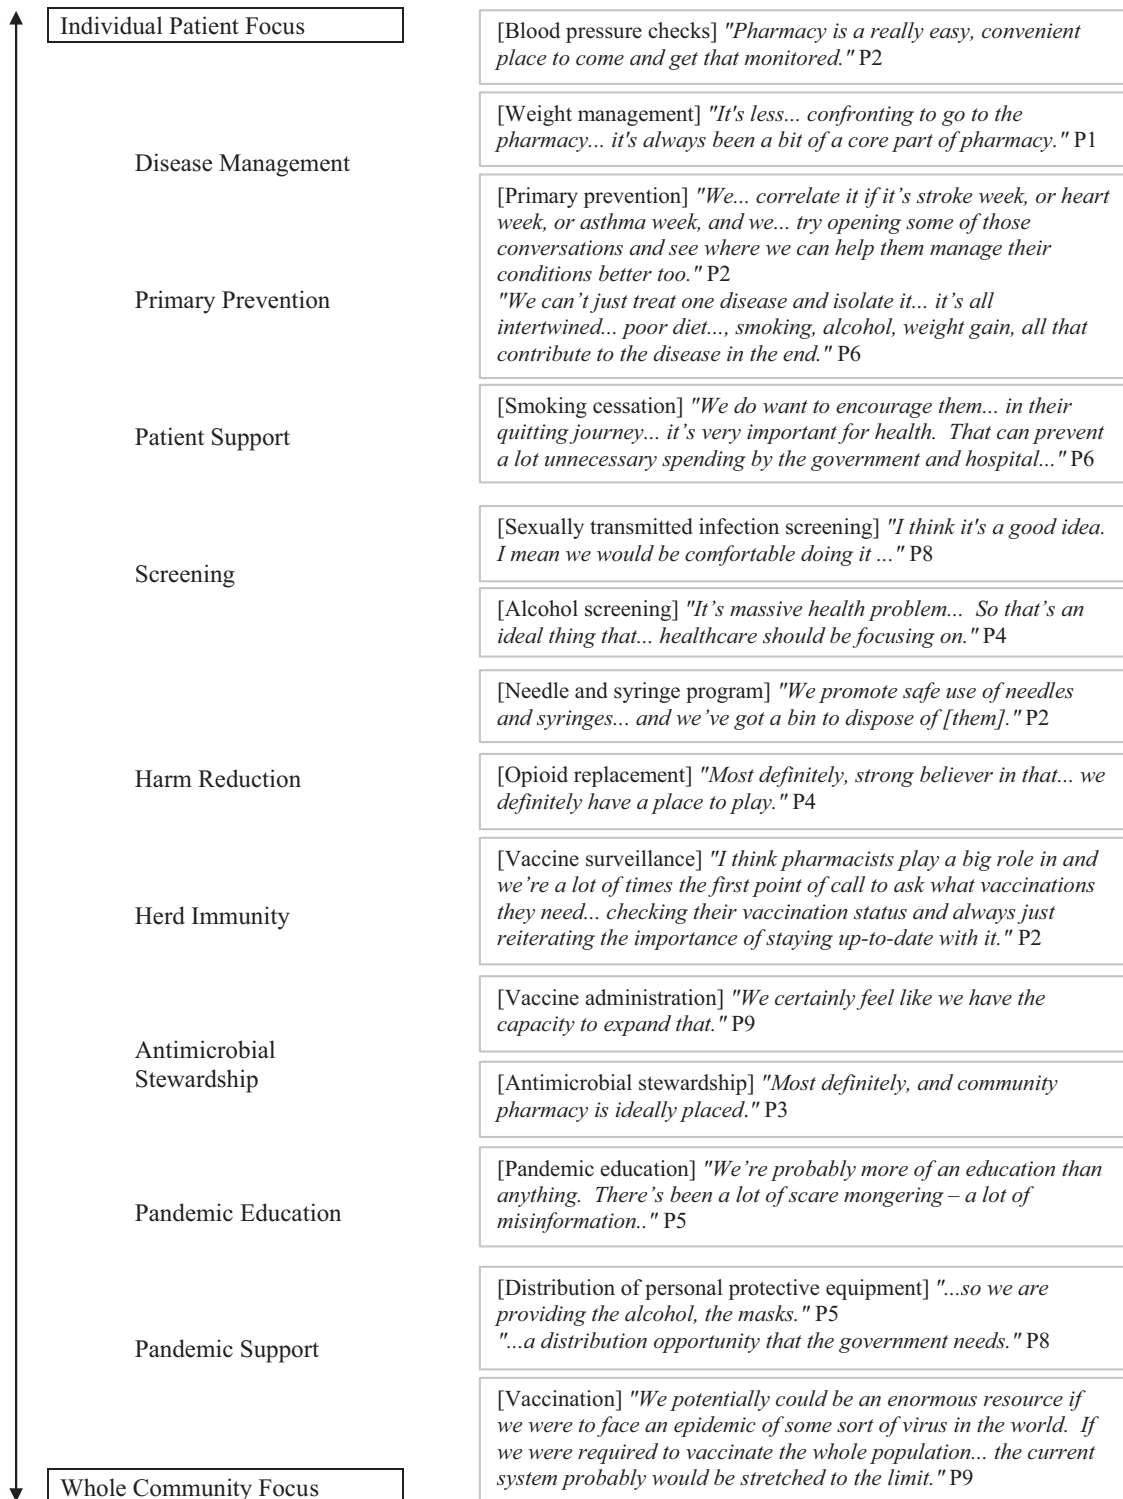 Individual Patient Focus
[Blood pressure checks] "Pharmacy is a really easy, convenient
place to come and get that monitored." P2
[Weight management] "It's less... confronting to go to the
pharmacy... it's always been a bit of a core part of pharmacy." P1
Disease Management
[Primary prevention] "We... correlate it if it’s stroke week, or heart
week, or asthma week, and we... try opening some of those
conversations and see where we can help them manage their
conditions better too." P2
"We can’t just treat one disease and isolate it... it’s all
intertwined... poor diet..., smoking, alcohol, weight gain, all that
contribute to the disease in the end." P6
Primary Prevention
[Smoking cessation] "We do want to encourage them... in their
quitting journey... it’s very important for health.  That can prevent
a lot unnecessary spending by the government and hospital..." P6
Patient Support
[Sexually transmitted infection screening] "I think it's a good idea.
I mean we would be comfortable doing it ..." P8
Screening
[Alcohol screening] "It’s massive health problem...  So that’s an
ideal thing that... healthcare should be focusing on." P4
[Needle and syringe program] "We promote safe use of needles
and syringes... and we’ve got a bin to dispose of [them]." P2
Harm Reduction
[Opioid replacement] "Most definitely, strong believer in that... we
definitely have a place to play." P4
[Vaccine surveillance] "I think pharmacists play a big role in and
we’re a lot of times the first point of call to ask what vaccinations
they need... checking their vaccination status and always just
reiterating the importance of staying up-to-date with it." P2
Herd Immunity
[Vaccine administration] "We certainly feel like we have the
capacity to expand that." P9
Antimicrobial
Stewardship
[Antimicrobial stewardship] "Most definitely, and community
pharmacy is ideally placed." P3
[Pandemic education] "We’re probably more of an education than
anything.  There’s been a lot of scare mongering – a lot of
misinformation.." P5
Pandemic Education
[Distribution of personal protective equipment] "...so we are
providing the alcohol, the masks." P5
"...a distribution opportunity that the government needs." P8
Pandemic Support
[Vaccination] "We potentially could be an enormous resource if
we were to face an epidemic of some sort of virus in the world.  If
we were required to vaccinate the whole population... the current
system probably would be stretched to the limit." P9
Whole Community Focus